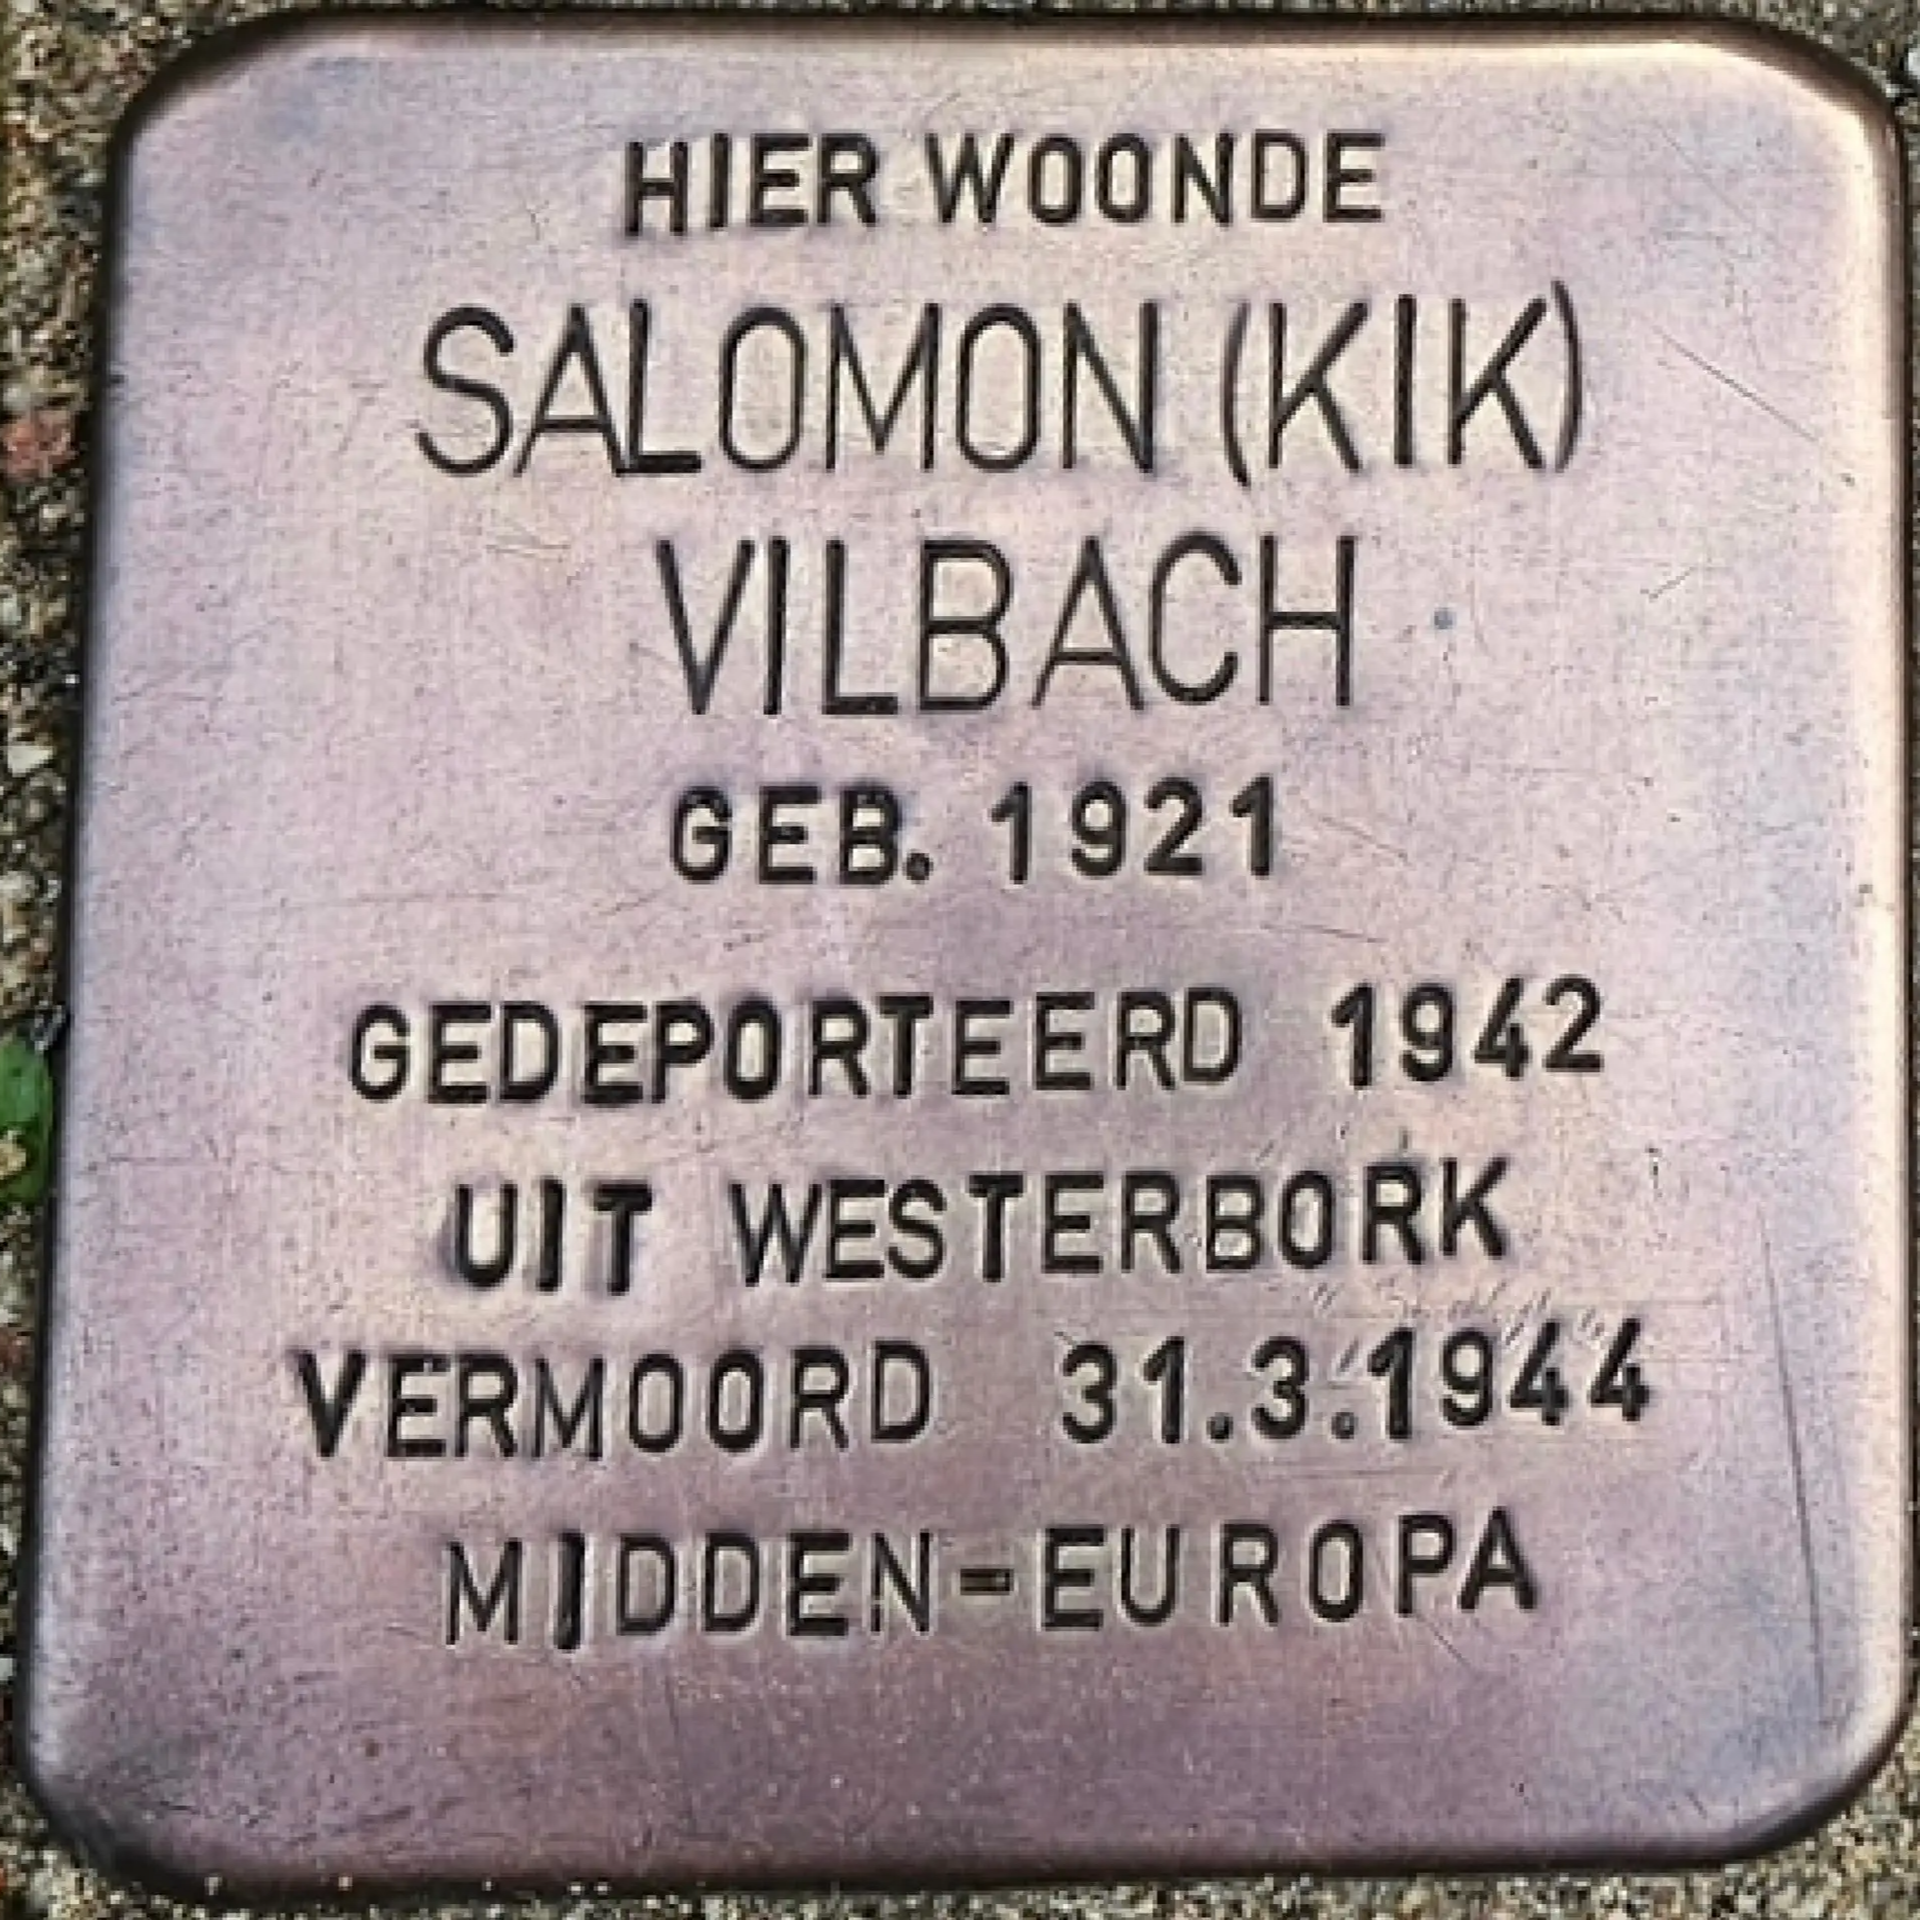 HIER WOONDE
SALOMON (KIK)
VILBACH
GEB. 1921
GEDEPORTEERD 1942
UIT WESTERBORK
VERMOORD 31.3.1944
MIDDEN-EUROPA